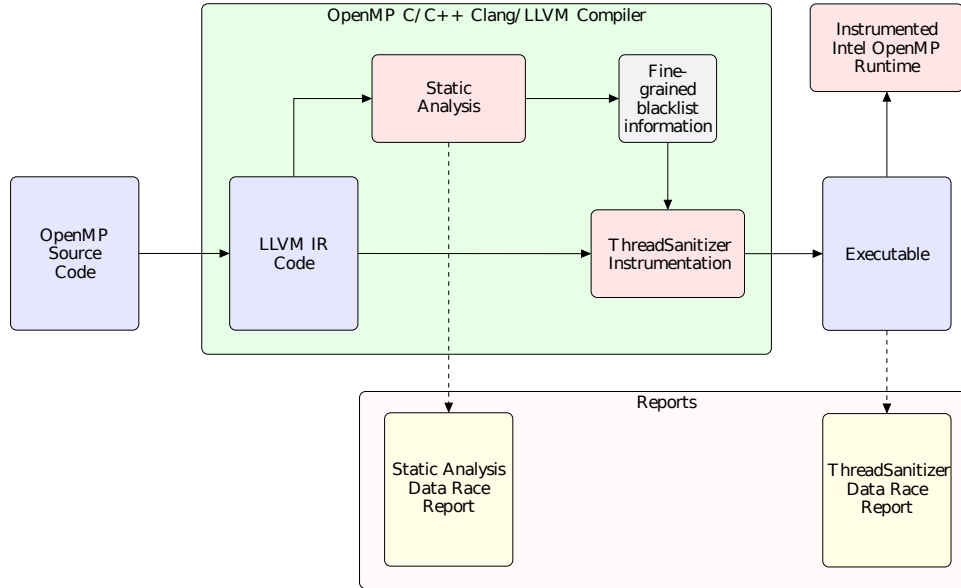 OpenMP C/C++ Clang/LLVM Compiler
Instrumented
Intel OpenMP
Runtime
Static
Analysis
Fine-
grained
blacklist
information
OpenMP
Source
Code
LLVM IR
Code
ThreadSanitizer
Instrumentation
Executable
Reports
Static Analysis
Data Race
Report
ThreadSanitizer
Data Race
Report